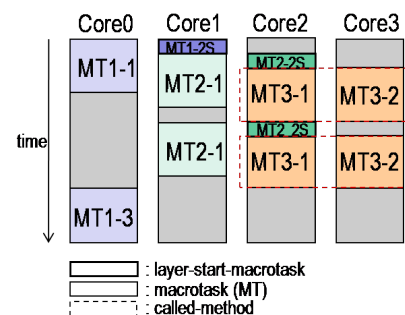 Core0 Core1 Core2 Core3
MT1-2S
MT1-1
MT2-2S
MT2-1
MT3-1 MT3-2
time
MT2 2S
MT2-1
MT3-1 MT3-2
MT1-3
: layer-start-macrotask
: macrotask (MT)
: called-method